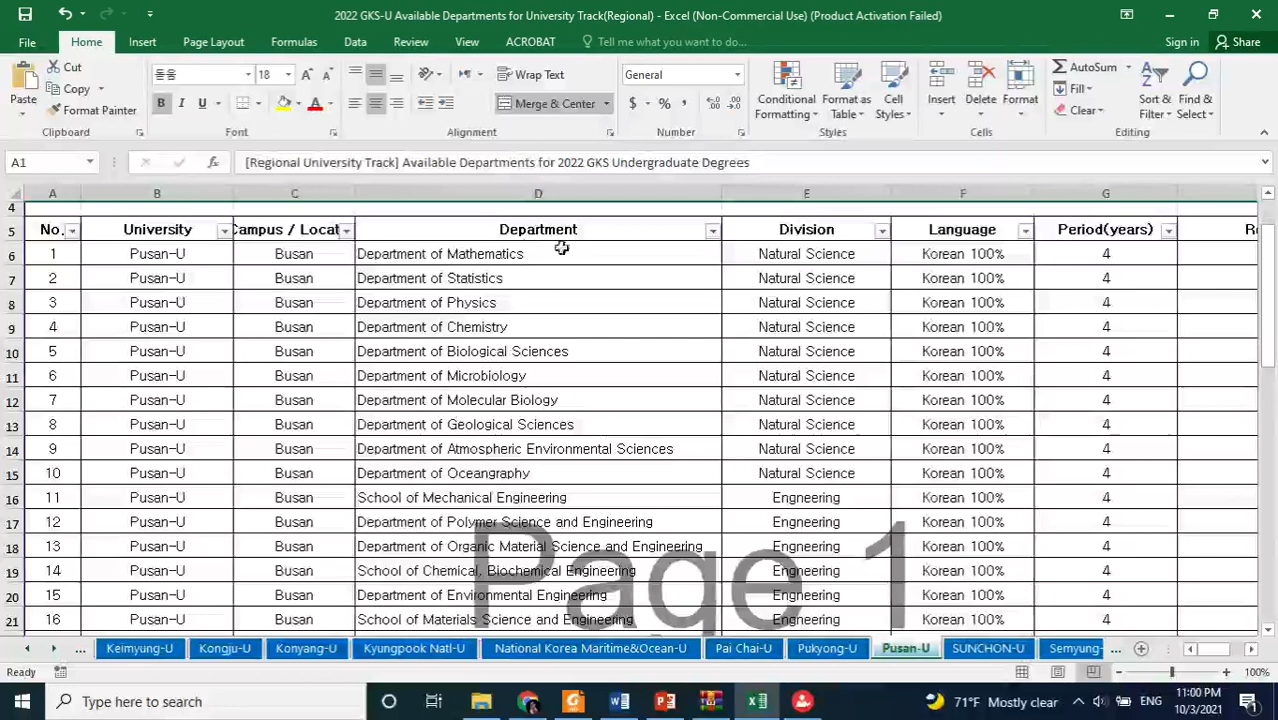 2022 GKS-U Available Departments for University Track(Regional) - Excel (Non-Commercial Use) (Product Activation Failed)
File Home Insert Page Layout Formulas Data Review View ACROBAT Tell me what you want to do... Sign in Share
Paste Cut Copy Format Painter Clipboard
돋움 18 B I U A Font
Wrap Text Merge & Center Alignment
General $ % , Number
Conditional Formatting Format as Table Cell Styles Styles
Insert Delete Format Cells
AutoSum Fill Clear Sort & Filter Find & Select Editing
A1 fx [Regional University Track] Available Departments for 2022 GKS Undergraduate Degrees
A B C D E F G
4
5 No. University Campus / Locat Department Division Language Period(years)
6 1 Pusan-U Busan Department of Mathematics Natural Science Korean 100% 4
7 2 Pusan-U Busan Department of Statistics Natural Science Korean 100% 4
8 3 Pusan-U Busan Department of Physics Natural Science Korean 100% 4
9 4 Pusan-U Busan Department of Chemistry Natural Science Korean 100% 4
10 5 Pusan-U Busan Department of Biological Sciences Natural Science Korean 100% 4
11 6 Pusan-U Busan Department of Microbiology Natural Science Korean 100% 4
12 7 Pusan-U Busan Department of Molecular Biology Natural Science Korean 100% 4
13 8 Pusan-U Busan Department of Geological Sciences Natural Science Korean 100% 4
14 9 Pusan-U Busan Department of Atmospheric Environmental Sciences Natural Science Korean 100% 4
15 10 Pusan-U Busan Department of Oceangraphy Natural Science Korean 100% 4
16 11 Pusan-U Busan School of Mechanical Engineering Engneering Korean 100% 4
17 12 Pusan-U Busan Department of Polymer Science and Engineering Engneering Korean 100% 4
18 13 Pusan-U Busan Department of Organic Material Science and Engineering Engneering Korean 100% 4
19 14 Pusan-U Busan School of Chemical, Biochemical Engineering Engneering Korean 100% 4
20 15 Pusan-U Busan Department of Environmental Engineering Engneering Korean 100% 4
21 16 Pusan-U Busan School of Materials Science and Engineering Engneering Korean 100% 4
Page 1
... Keimyung-U Kongju-U Konyang-U Kyungpook Natl-U National Korea Maritime&Ocean-U Pai Chai-U Pukyong-U Pusan-U SUNCHON-U Semyung- ...
Ready 100%
Type here to search 71°F Mostly clear ENG 11:00 PM
10/3/2021